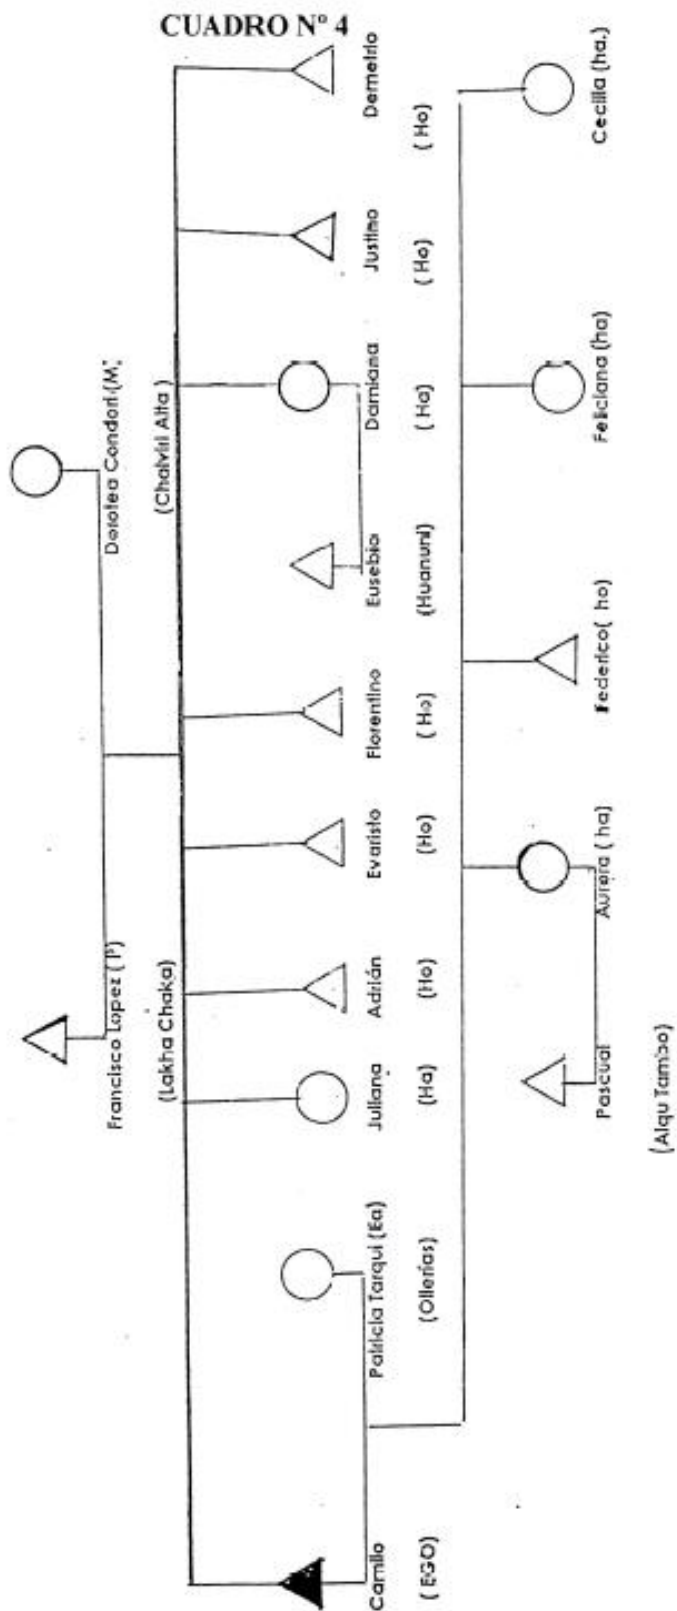 CUADRO Nº 4
Francisco Lopez ( P
Dorotea Condori (M)
(Lakha Chaka)
(Chalviri Alta )
Camilo
Patricia Tarqui (Ea)
Juliana
Adrián
Evaristo
Florentino
Eusebio
Damiana
Justino
Demetrio
( EGO)
(Ollerías)
(Ha)
(Ho)
(Ho)
( Ho)
(Huanuni)
( Ha)
( Ho)
( Ho)
Pascual
Aurora ( ha)
Federico( ho)
Feliciana (ha)
Cecilia (ha.)
(Alqu Tambo)